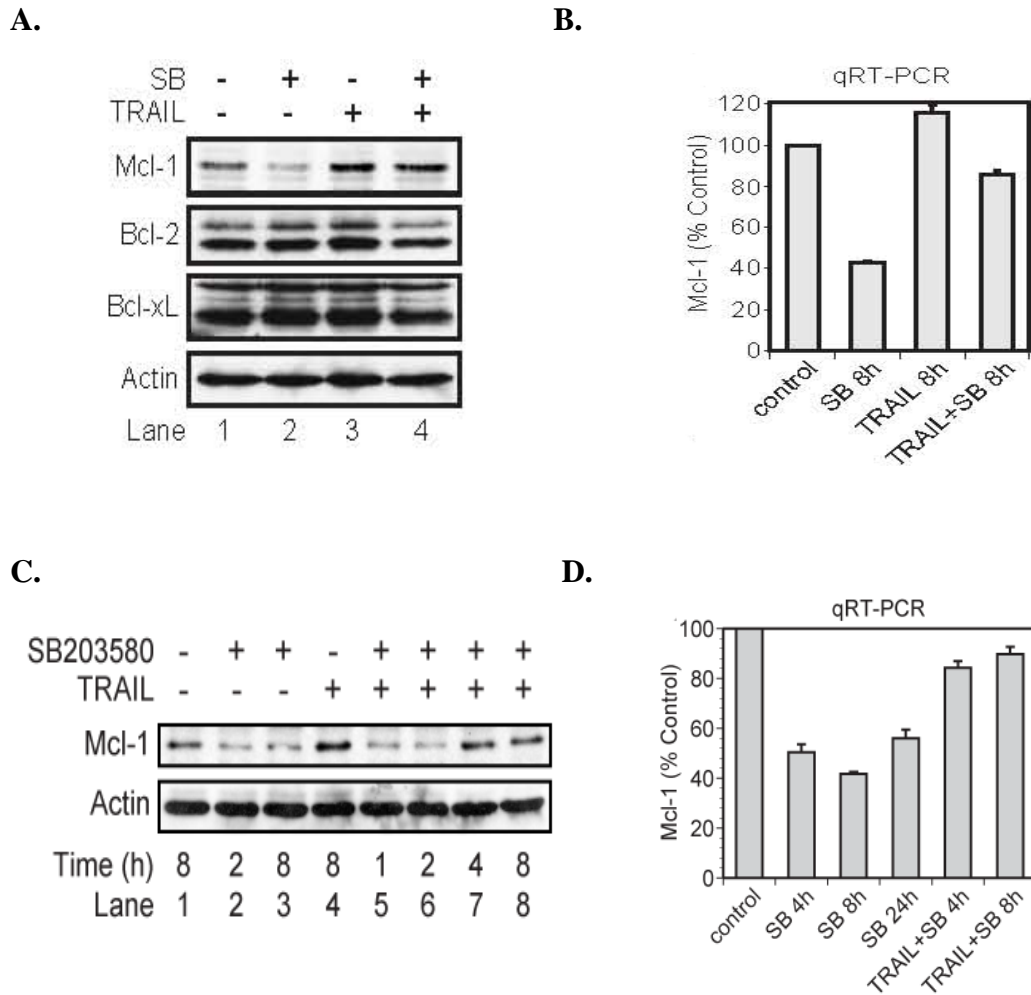 A.
SB - + - +
TRAIL - - + +
Mcl-1
Bcl-2
Bcl-xL
Actin
Lane 1 2 3 4
B.
qRT-PCR
Mcl-1 (% Control)
120
100
80
60
40
20
0
control
SB 8h
TRAIL 8h
TRAIL+SB 8h
C.
SB203580 - + + - + + + +
TRAIL - - - + + + + +
Mcl-1
Actin
Time (h) 8 2 8 8 1 2 4 8
Lane 1 2 3 4 5 6 7 8
D.
qRT-PCR
Mcl-1 (% Control)
100
80
60
40
20
0
control
SB 4h
SB 8h
SB 24h
TRAIL+SB 4h
TRAIL+SB 8h